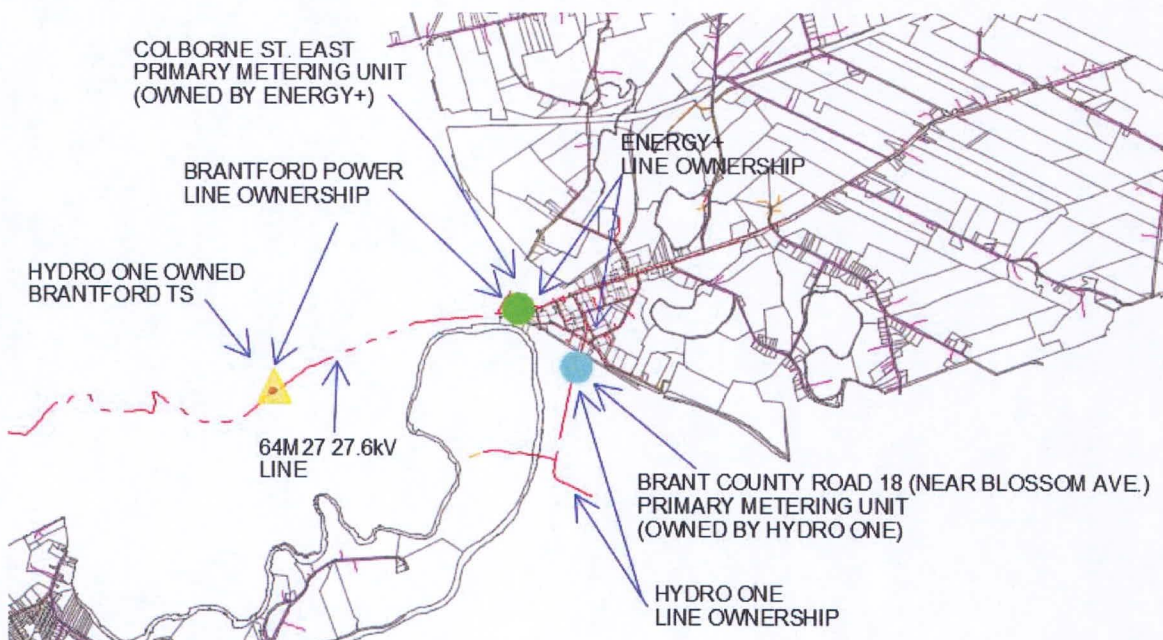 COLBORNE ST. EAST
PRIMARY METERING UNIT
(OWNED BY ENERGY+)
ENERGY+
LINE OWNERSHIP
BRANTFORD POWER
LINE OWNERSHIP
HYDRO ONE OWNED
BRANTFORD TS
64M27 27.6kV
LINE
BRANT COUNTY ROAD 18 (NEAR BLOSSOM AVE.)
PRIMARY METERING UNIT
(OWNED BY HYDRO ONE)
HYDRO ONE
LINE OWNERSHIP